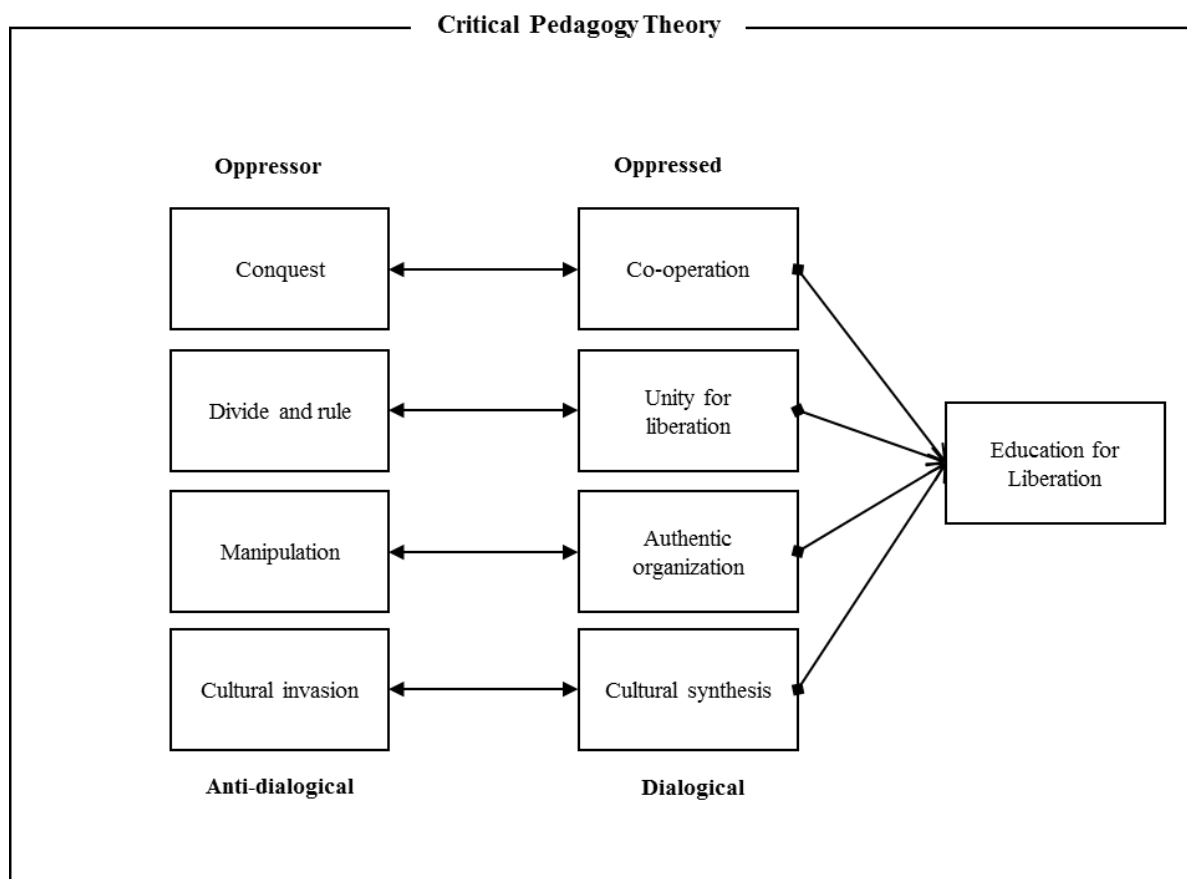 Critical Pedagogy Theory
Oppressor
Oppressed
Conquest
Co-operation
Divide and rule
Unity for
liberation
Education for
Liberation
Manipulation
Authentic
organization
Cultural invasion
Cultural synthesis
Anti-dialogical
Dialogical